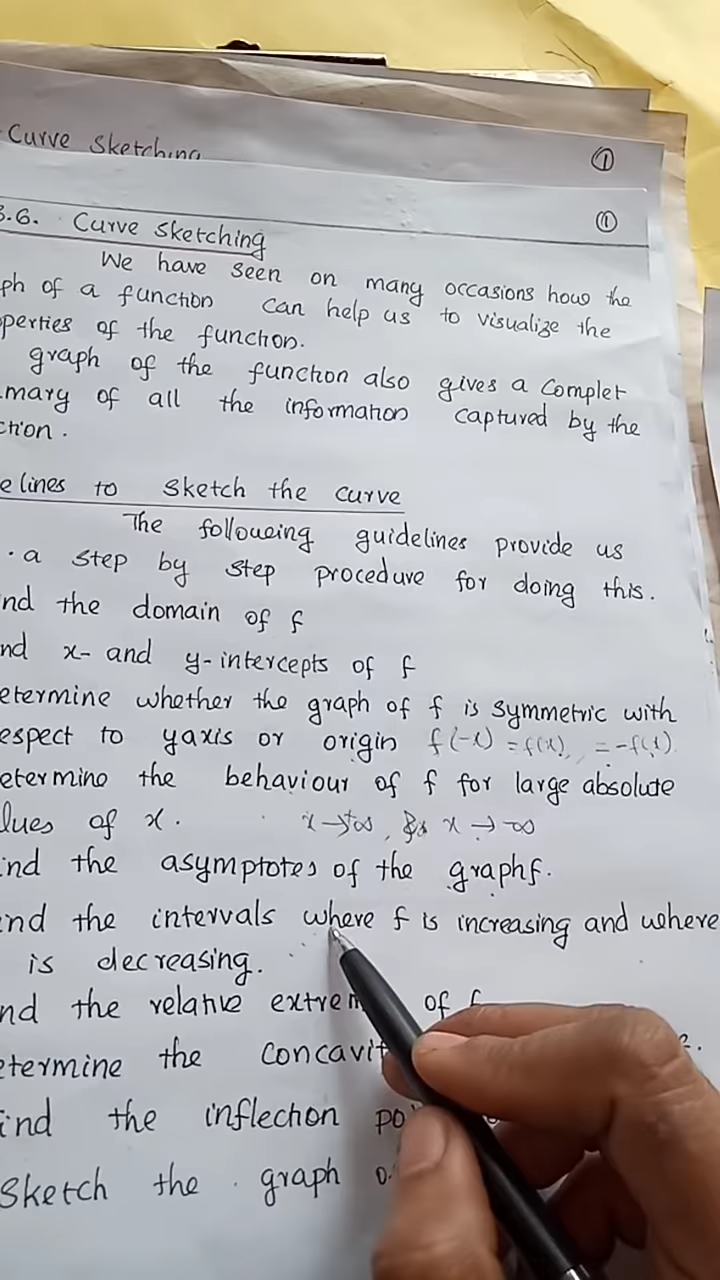 Curve Sketching
①
3.6. Curve Sketching
①
We have seen on many occasions how the
ph of a function can help us to visualize the
perties of the function.
graph of the function also gives a Complet
mary of all the information captured by the
ction.
elines to sketch the curve
The following guidelines provide us
. a step by step procedure for doing this.
nd the domain of f
nd x- and y-intercepts of f
etermine whether the graph of f is symmetric with
espect to yaxis or origin f(-x) = f(x), = -f(x)
etermine the behaviour of f for large absolute
lues of x. x→+∞, x→-∞
ind the asymptotes of the graph f.
ind the intervals where f is increasing and where
is decreasing.
nd the relative extrem of f
etermine the concavit
ind the inflection po
Sketch the graph o